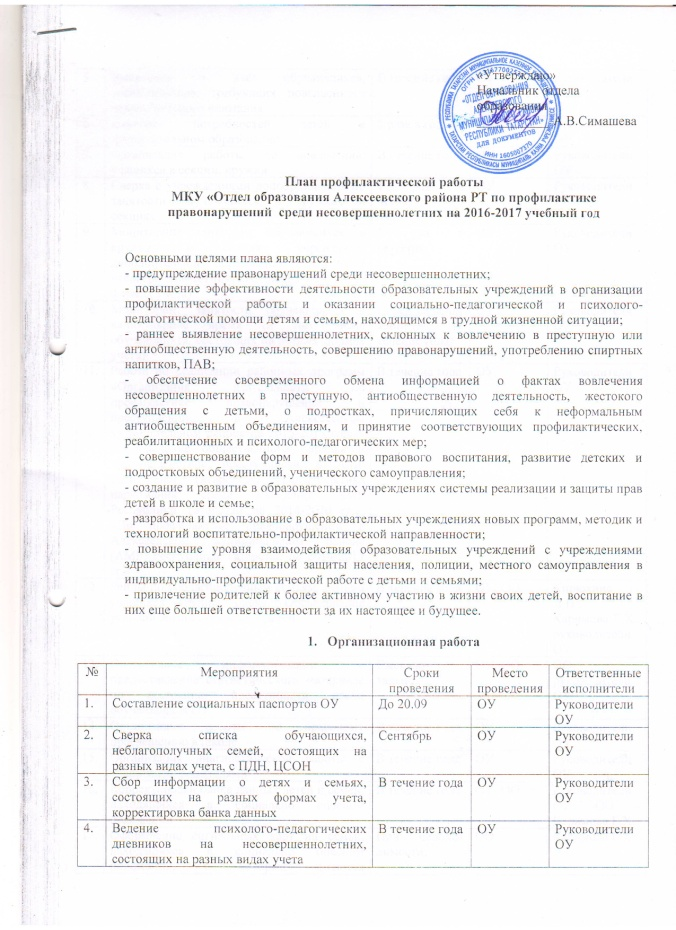 «Утверждаю»
Начальник отдела
образования
А.В.Симашева
«ОТДЕЛ ОБРАЗОВАНИЯ
АЛЕКСЕЕВСКОГО
МУНИЦИПАЛЬНОГО
РЕСПУБЛИКИ ТАТАРСТАН»
ДЛЯ ДОКУМЕНТОВ
ИНН 1605007370
План профилактической работы
МКУ «Отдел образования Алексеевского района РТ по профилактике
правонарушений среди несовершеннолетних на 2016-2017 учебный год
Основными целями плана являются:
- предупреждение правонарушений среди несовершеннолетних;
- повышение эффективности деятельности образовательных учреждений в организации
профилактической работы и оказании социально-педагогической и психолого-
педагогической помощи детям и семьям, находящимся в трудной жизненной ситуации;
- раннее выявление несовершеннолетних, склонных к вовлечению в преступную или
антиобщественную деятельность, совершению правонарушений, употреблению спиртных
напитков, ПАВ;
- обеспечение своевременного обмена информацией о фактах вовлечения
несовершеннолетних в преступную, антиобщественную деятельность, жестокого
обращения с детьми, о подростках, причисляющих себя к неформальным
антиобщественным объединениям, и принятие соответствующих профилактических,
реабилитационных и психолого-педагогических мер;
- совершенствование форм и методов правового воспитания, развитие детских и
подростковых объединений, ученического самоуправления;
- создание и развитие в образовательных учреждениях системы реализации и защиты прав
детей в школе и семье;
- разработка и использование в образовательных учреждениях новых программ, методик и
технологий воспитательно-профилактической направленности;
- повышение уровня взаимодействия образовательных учреждений с учреждениями
здравоохранения, социальной защиты населения, полиции, местного самоуправления в
индивидуально-профилактической работе с детьми и семьями;
- привлечение родителей к более активному участию в жизни своих детей, воспитание в
них еще большей ответственности за их настоящее и будущее.
1. Организационная работа
№ Мероприятия Сроки Место Ответственные
проведения проведения исполнители
1. Составление социальных паспортов ОУ До 20.09 ОУ Руководители
ОУ
2. Сверка списка обучающихся, Сентябрь ОУ Руководители
неблагополучных семей, состоящих на ОУ
разных видах учета, с ПДН, ЦСОН
3. Сбор информации о детях и семьях, В течение года ОУ Руководители
состоящих на разных формах учета, ОУ
корректировка банка данных
4. Ведение психолого-педагогических В течение года ОУ Руководители
дневников на несовершеннолетних, ОУ
состоящих на разных видах учета